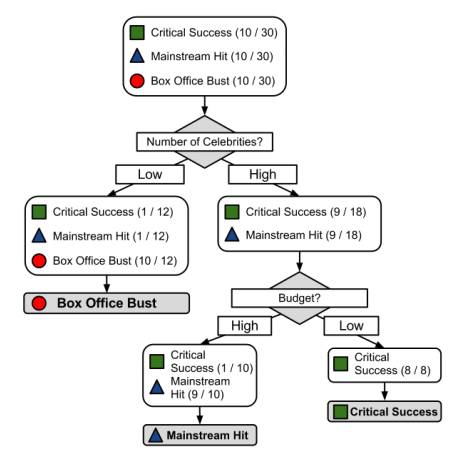 Critical Success (10 / 30)
Mainstream Hit (10 / 30)
Box Office Bust (10 / 30)
Number of Celebrities?
Low
High
Critical Success (1 / 12)
Mainstream Hit (1 / 12)
Box Office Bust (10 / 12)
Critical Success (9 / 18)
Mainstream Hit (9 / 18)
Box Office Bust
Budget?
High
Low
Critical
Success (1 / 10)
Mainstream
Hit (9 / 10)
Critical
Success (8 / 8)
Mainstream Hit
Critical Success